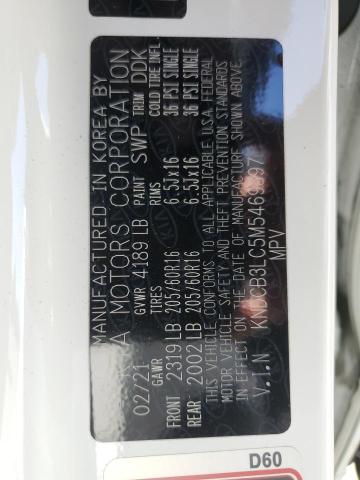 MANUFACTURED IN KOREA BY
A MOTORS CORPORATION
02/21 GVWR 4189 LB PAINT SWP TRIM DDK
GAWR TIRES RIMS COLD TIRE INFL
FRONT 2319 LB 205/60R16 6.5JX16 36 PSI SINGLE
REAR 2002 LB 205/60R16 6.5JX16 36 PSI SINGLE
THIS VEHICLE CONFORMS TO ALL APPLICABLE U.S.A. FEDERAL
MOTOR VEHICLE SAFETY AND THEFT PREVENTION STANDARDS
IN EFFECT ON THE DATE OF MANUFACTURE SHOWN ABOVE.
V.I.N
MPV
D60